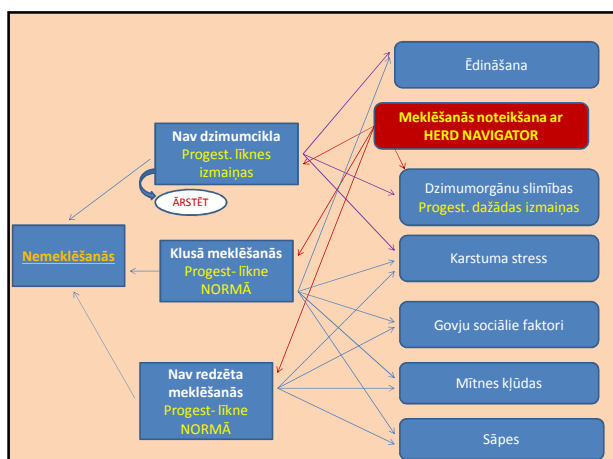 Ēdināšana
Meklēšanās noteikšana ar
HERD NAVIGATOR
Nav dzimumcikla
Progest. līknes
izmaiņas
ĀRSTĒT
Dzimumorgānu slimības
Progest. dažādas izmaiņas
Nemeklēšanās
Klusā meklēšanās
Progest- līkne
NORMĀ
Karstuma stress
Govju sociālie faktori
Nav redzēta
meklēšanās
Progest- līkne
NORMĀ
Mītnes kļūdas
Sāpes